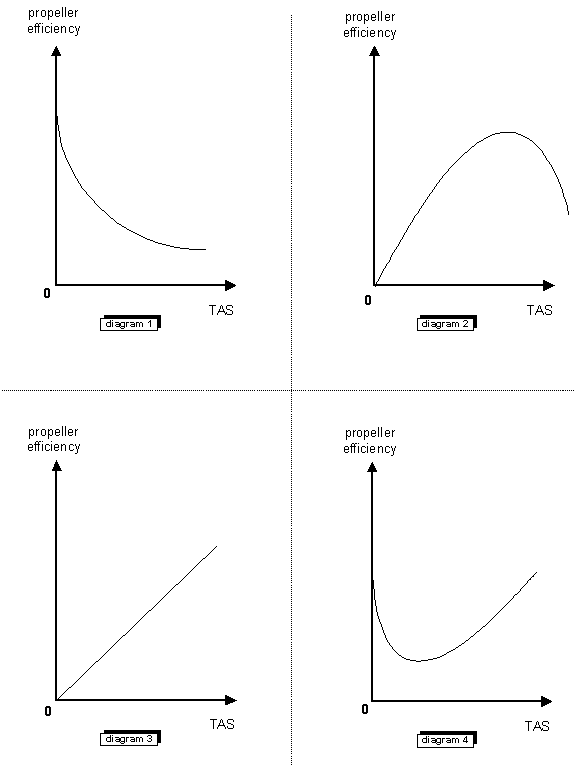 propeller
efficiency
0
TAS
diagram 1
propeller
efficiency
0
TAS
diagram 2
propeller
efficiency
0
TAS
diagram 3
propeller
efficiency
0
TAS
diagram 4